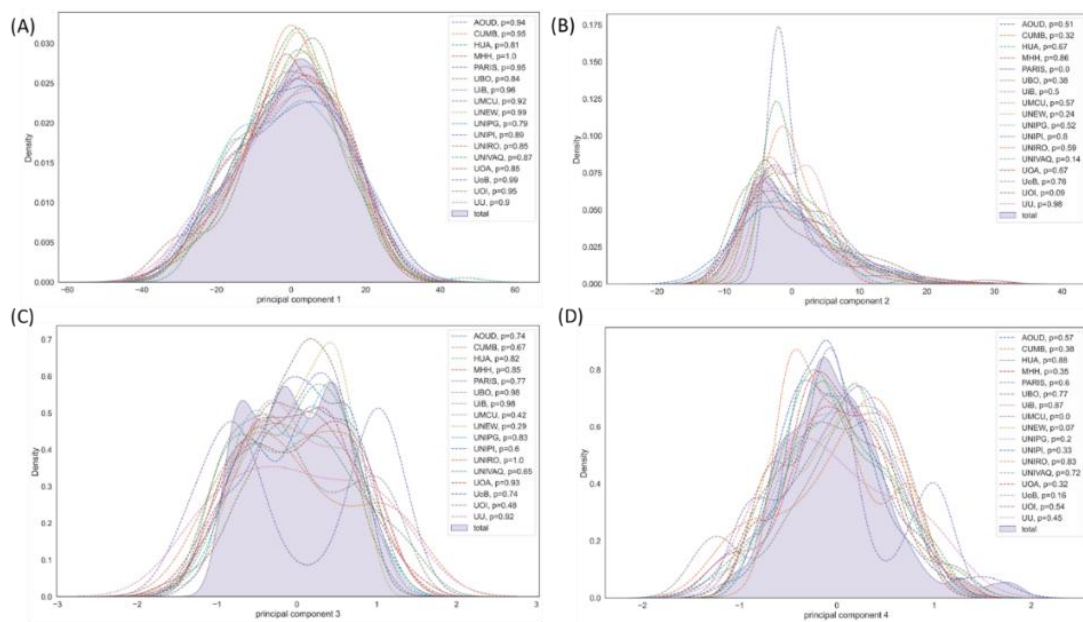 (A)
0.030
0.025
0.020
0.015
0.010
0.005
0.000
Density
−60
−40
−20
0
20
40
60
principal component 1
AOUD, p=0.94
CUMB, p=0.95
HUA, p=0.81
MHH, p=1.0
PARIS, p=0.95
UBO, p=0.84
UiB, p=0.96
UMCU, p=0.92
UNEW, p=0.99
UNIPG, p=0.79
UNIPI, p=0.89
UNIRO, p=0.85
UNIVAQ, p=0.87
UOA, p=0.85
UoB, p=0.99
UOI, p=0.95
UU, p=0.9
total
(B)
0.175
0.150
0.125
0.100
0.075
0.050
0.025
0.000
Density
−20
−10
0
10
20
30
40
principal component 2
AOUD, p=0.51
CUMB, p=0.32
HUA, p=0.67
MHH, p=0.86
PARIS, p=0.0
UBO, p=0.38
UiB, p=0.5
UMCU, p=0.57
UNEW, p=0.24
UNIPG, p=0.52
UNIPI, p=0.8
UNIRO, p=0.59
UNIVAQ, p=0.14
UOA, p=0.67
UoB, p=0.76
UOI, p=0.09
UU, p=0.98
total
(C)
0.7
0.6
0.5
0.4
0.3
0.2
0.1
0.0
Density
−3
−2
−1
0
1
2
3
principal component 3
AOUD, p=0.74
CUMB, p=0.67
HUA, p=0.82
MHH, p=0.85
PARIS, p=0.77
UBO, p=0.98
UiB, p=0.98
UMCU, p=0.42
UNEW, p=0.29
UNIPG, p=0.83
UNIPI, p=0.6
UNIRO, p=1.0
UNIVAQ, p=0.65
UOA, p=0.93
UoB, p=0.74
UOI, p=0.48
UU, p=0.92
total
(D)
0.8
0.6
0.4
0.2
0.0
Density
−2
−1
0
1
2
principal component 4
AOUD, p=0.57
CUMB, p=0.38
HUA, p=0.88
MHH, p=0.35
PARIS, p=0.6
UBO, p=0.77
UiB, p=0.87
UMCU, p=0.0
UNEW, p=0.07
UNIPG, p=0.2
UNIPI, p=0.33
UNIRO, p=0.83
UNIVAQ, p=0.72
UOA, p=0.32
UoB, p=0.16
UOI, p=0.54
UU, p=0.45
total